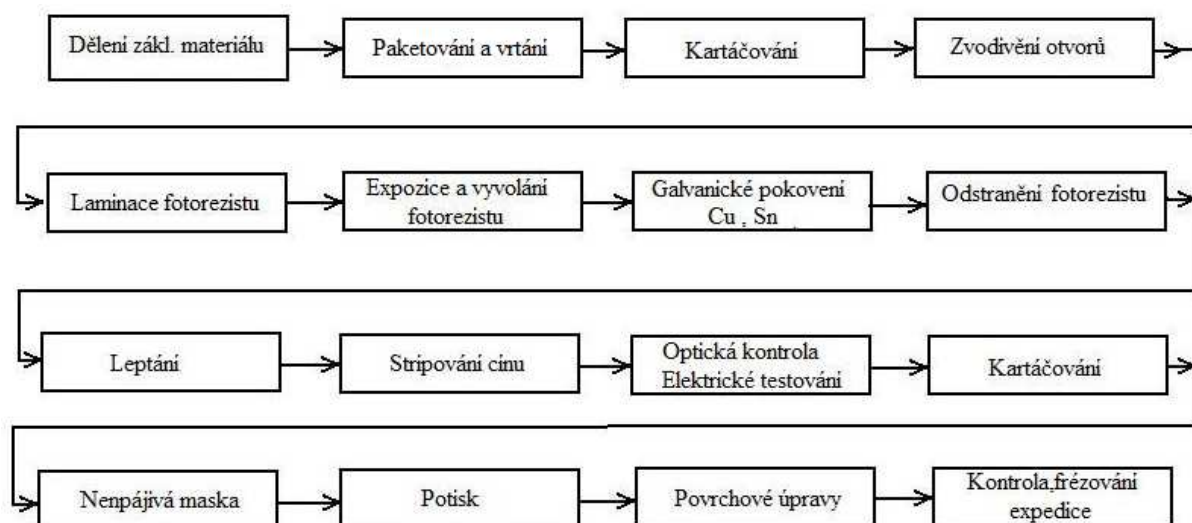 Dělení zákl. materiálu
Paketování a vrtání
Kartáčování
Zvodivění otvorů
Laminace fotorezistu
Expozice a vyvolání
fotorezistu
Galvanické pokovení
Cu , Sn
Odstranění fotorezistu
Leptání
Stripování cínu
Optická kontrola
Elektrické testování
Kartáčování
Nenpájivá maska
Potisk
Povrchové úpravy
Kontrola,frézování
expedice